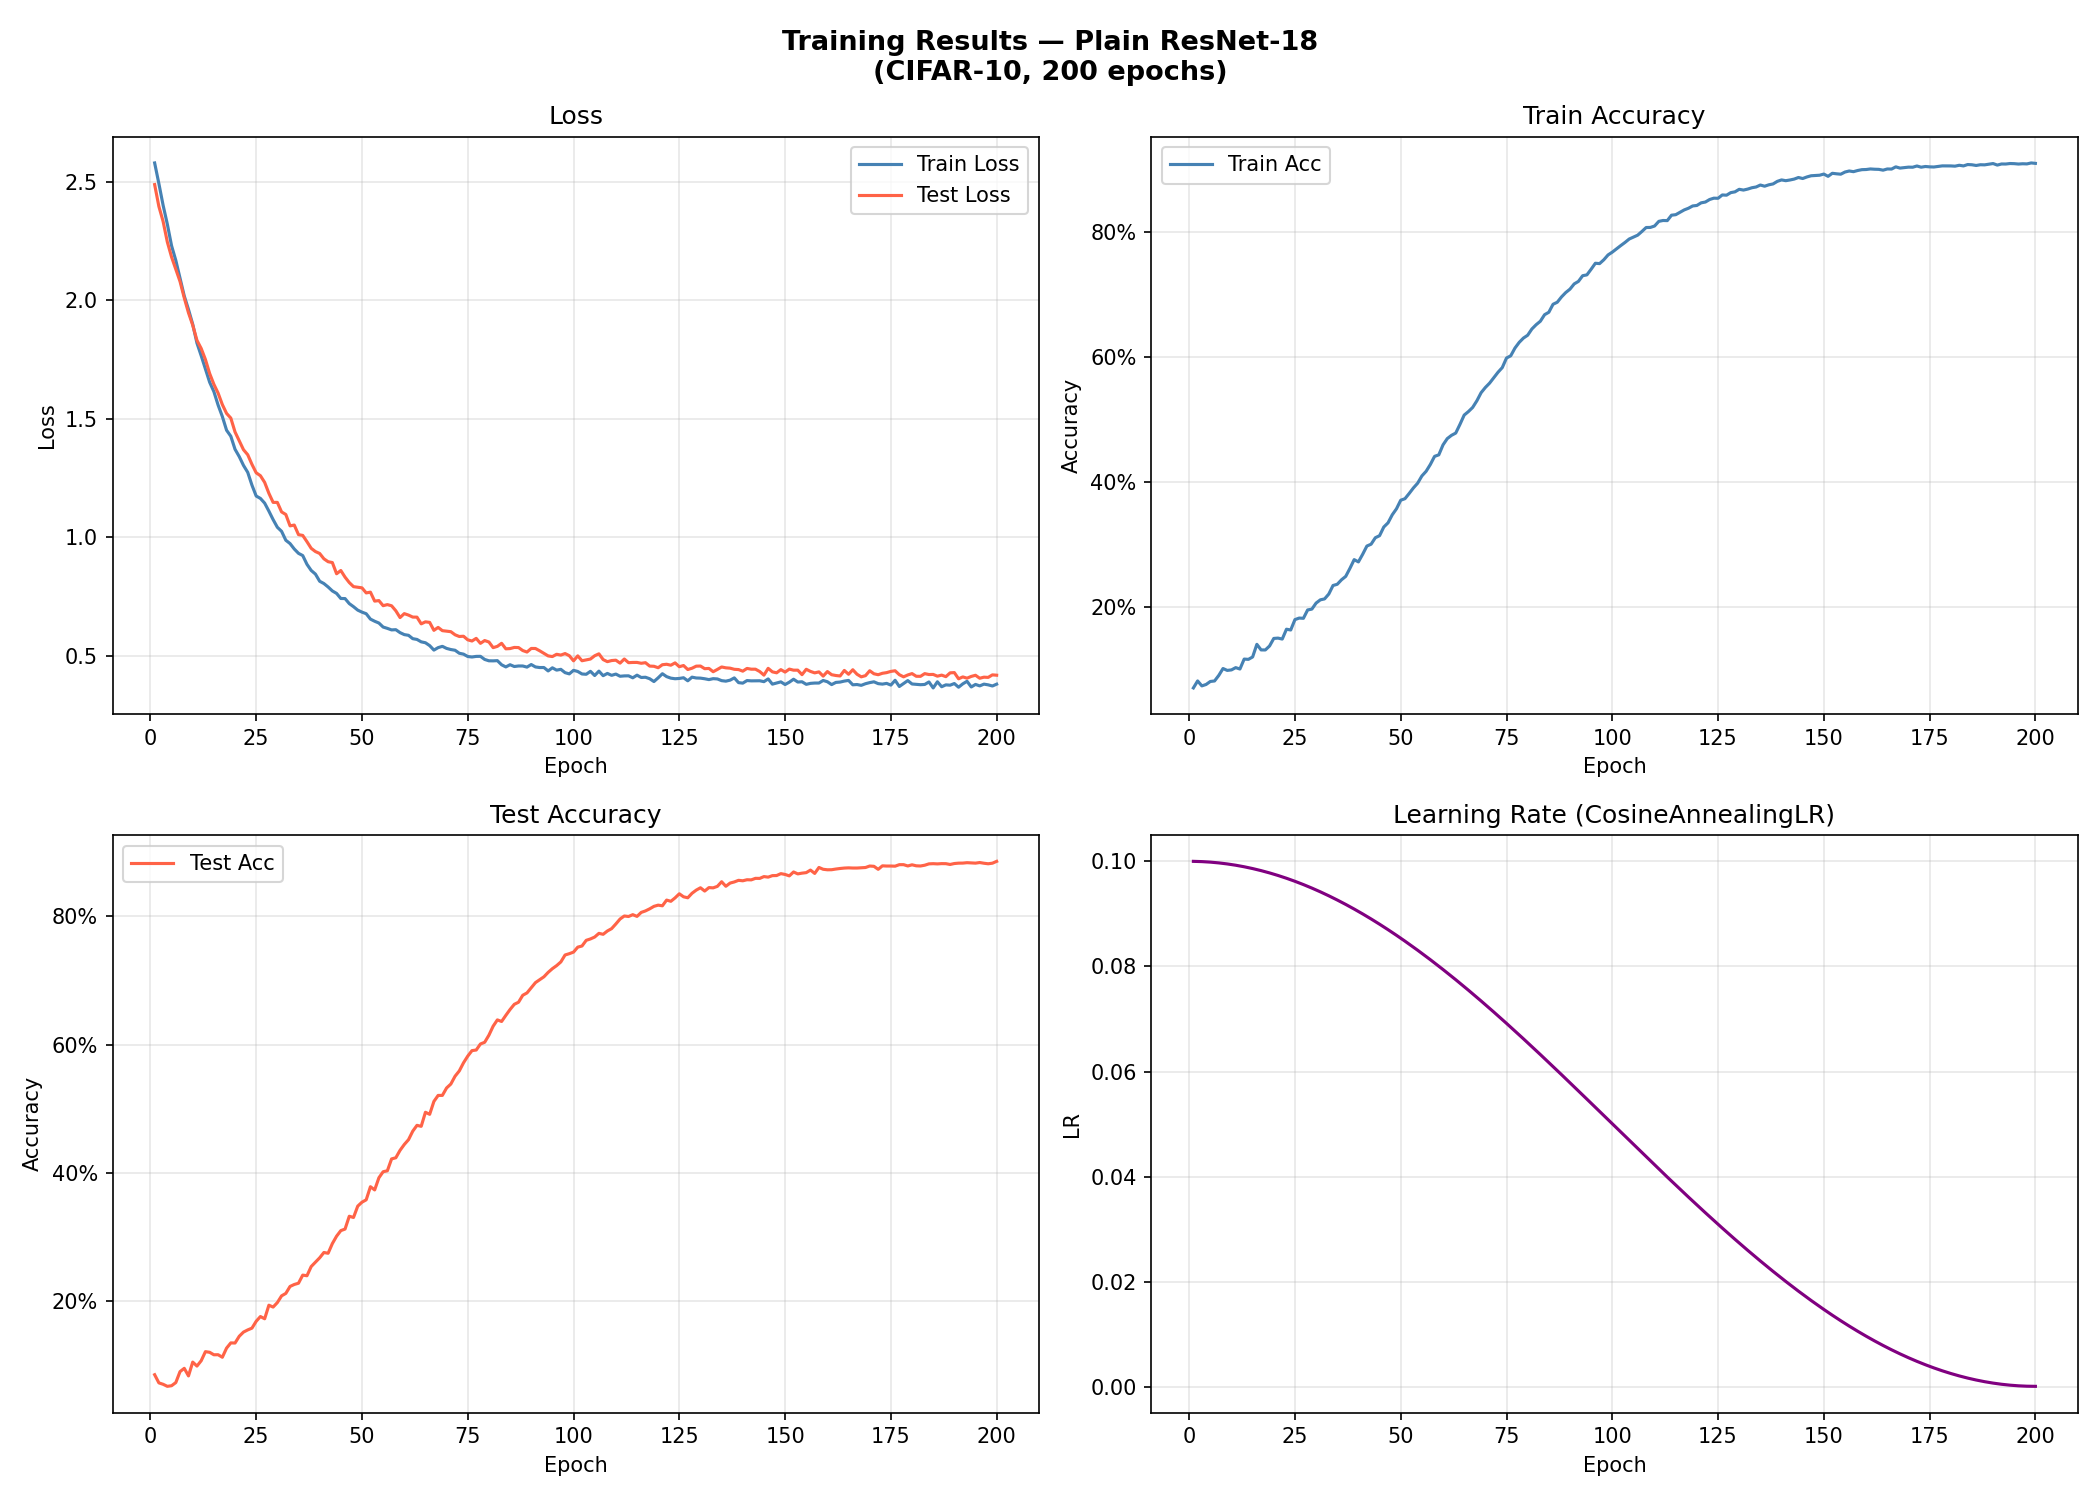 Training Results — Plain ResNet-18
(CIFAR-10, 200 epochs)
Loss
Train Loss
Test Loss
2.5
2.0
1.5
1.0
0.5
Loss
0 25 50 75 100 125 150 175 200
Epoch
Train Accuracy
Train Acc
80%
60%
40%
20%
Accuracy
0 25 50 75 100 125 150 175 200
Epoch
Test Accuracy
Test Acc
80%
60%
40%
20%
Accuracy
0 25 50 75 100 125 150 175 200
Epoch
Learning Rate (CosineAnnealingLR)
0.10
0.08
0.06
0.04
0.02
0.00
LR
0 25 50 75 100 125 150 175 200
Epoch